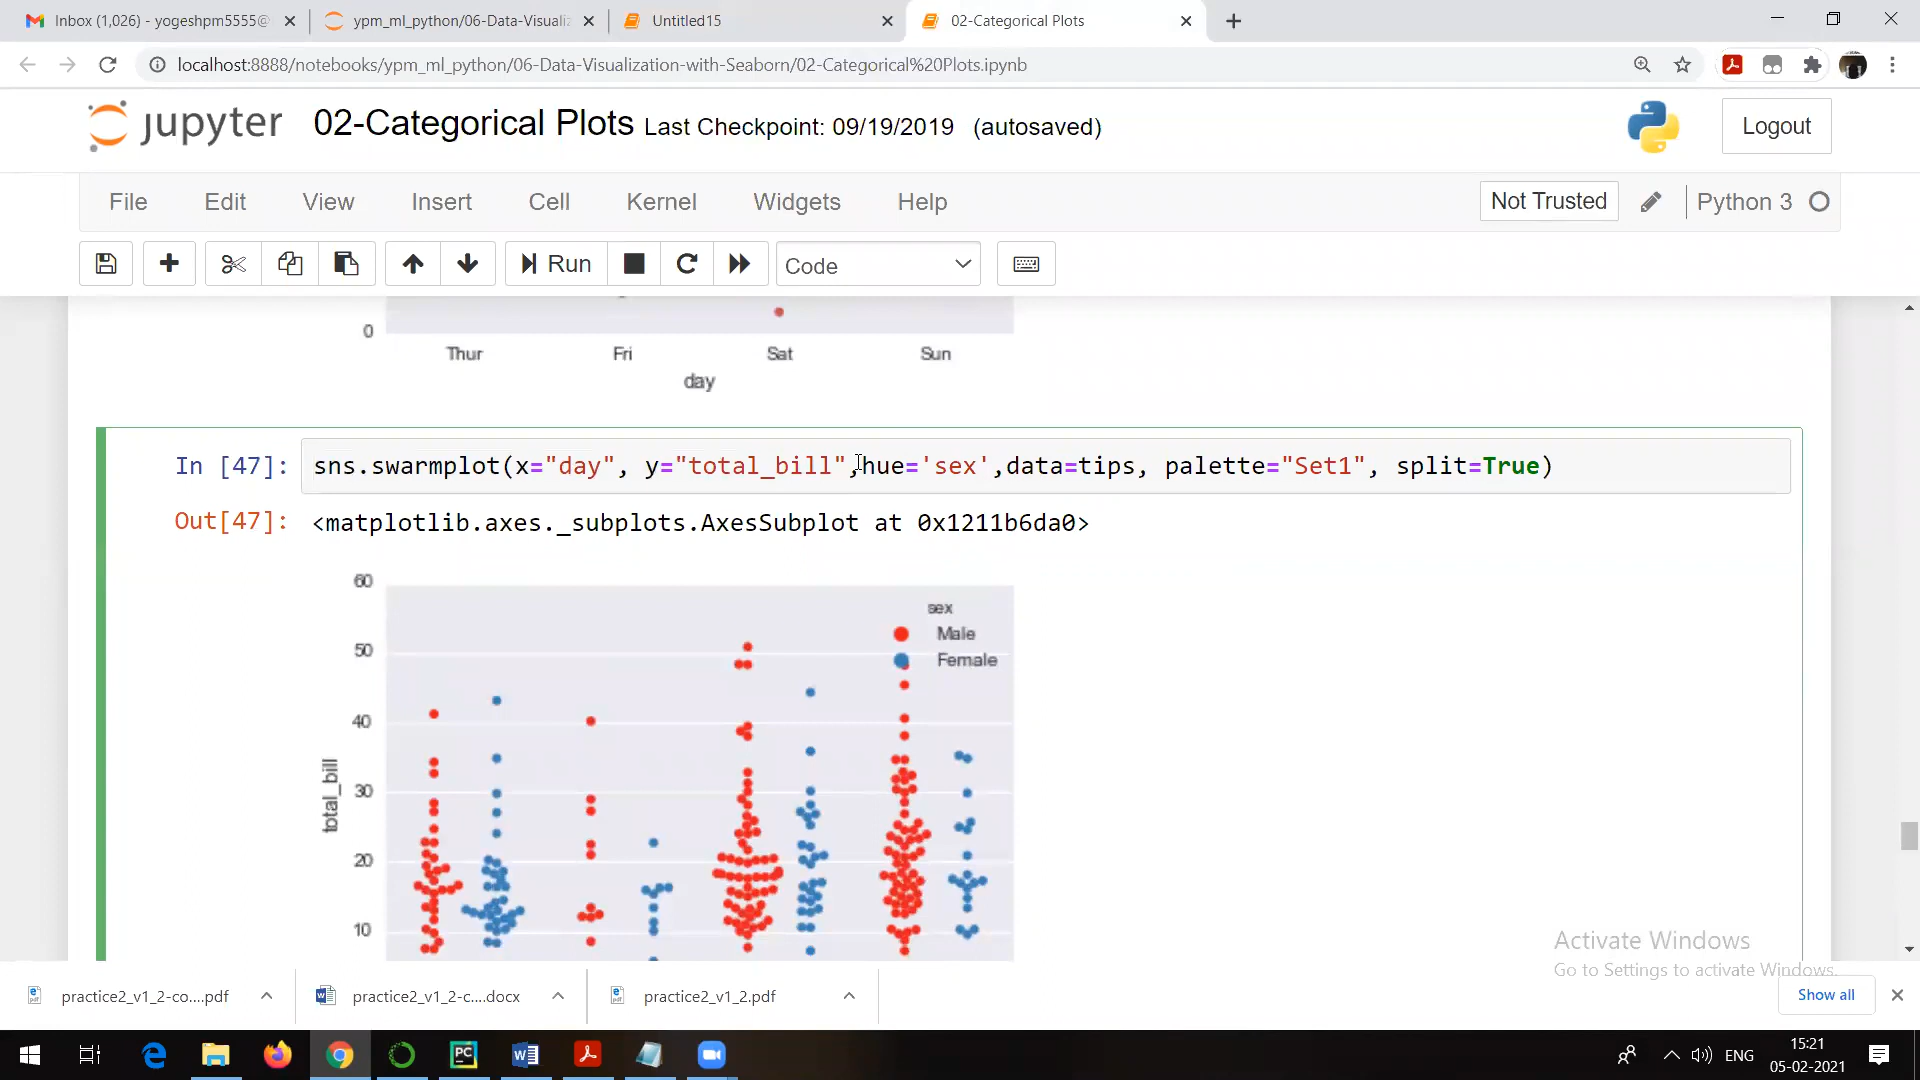 Inbox (1,026) - yogeshpm5555@
ypm_ml_python/06-Data-Visualiz
Untitled15
02-Categorical Plots
localhost:8888/notebooks/ypm_ml_python/06-Data-Visualization-with-Seaborn/02-Categorical%20Plots.ipynb
jupyter 02-Categorical Plots Last Checkpoint: 09/19/2019 (autosaved)
Logout
File Edit View Insert Cell Kernel Widgets Help
Not Trusted
Python 3
Run
Code
0
Thur Fri Sat Sun
day
In [47]: sns.swarmplot(x="day", y="total_bill",hue='sex',data=tips, palette="Set1", split=True)
Out[47]: <matplotlib.axes._subplots.AxesSubplot at 0x1211b6da0>
60
sex
Male
50
Female
40
total_bill
30
20
10
Activate Windows
Go to Settings to activate Windows.
practice2_v1_2-co....pdf
practice2_v1_2-c....docx
practice2_v1_2.pdf
Show all
ENG
15:21
05-02-2021